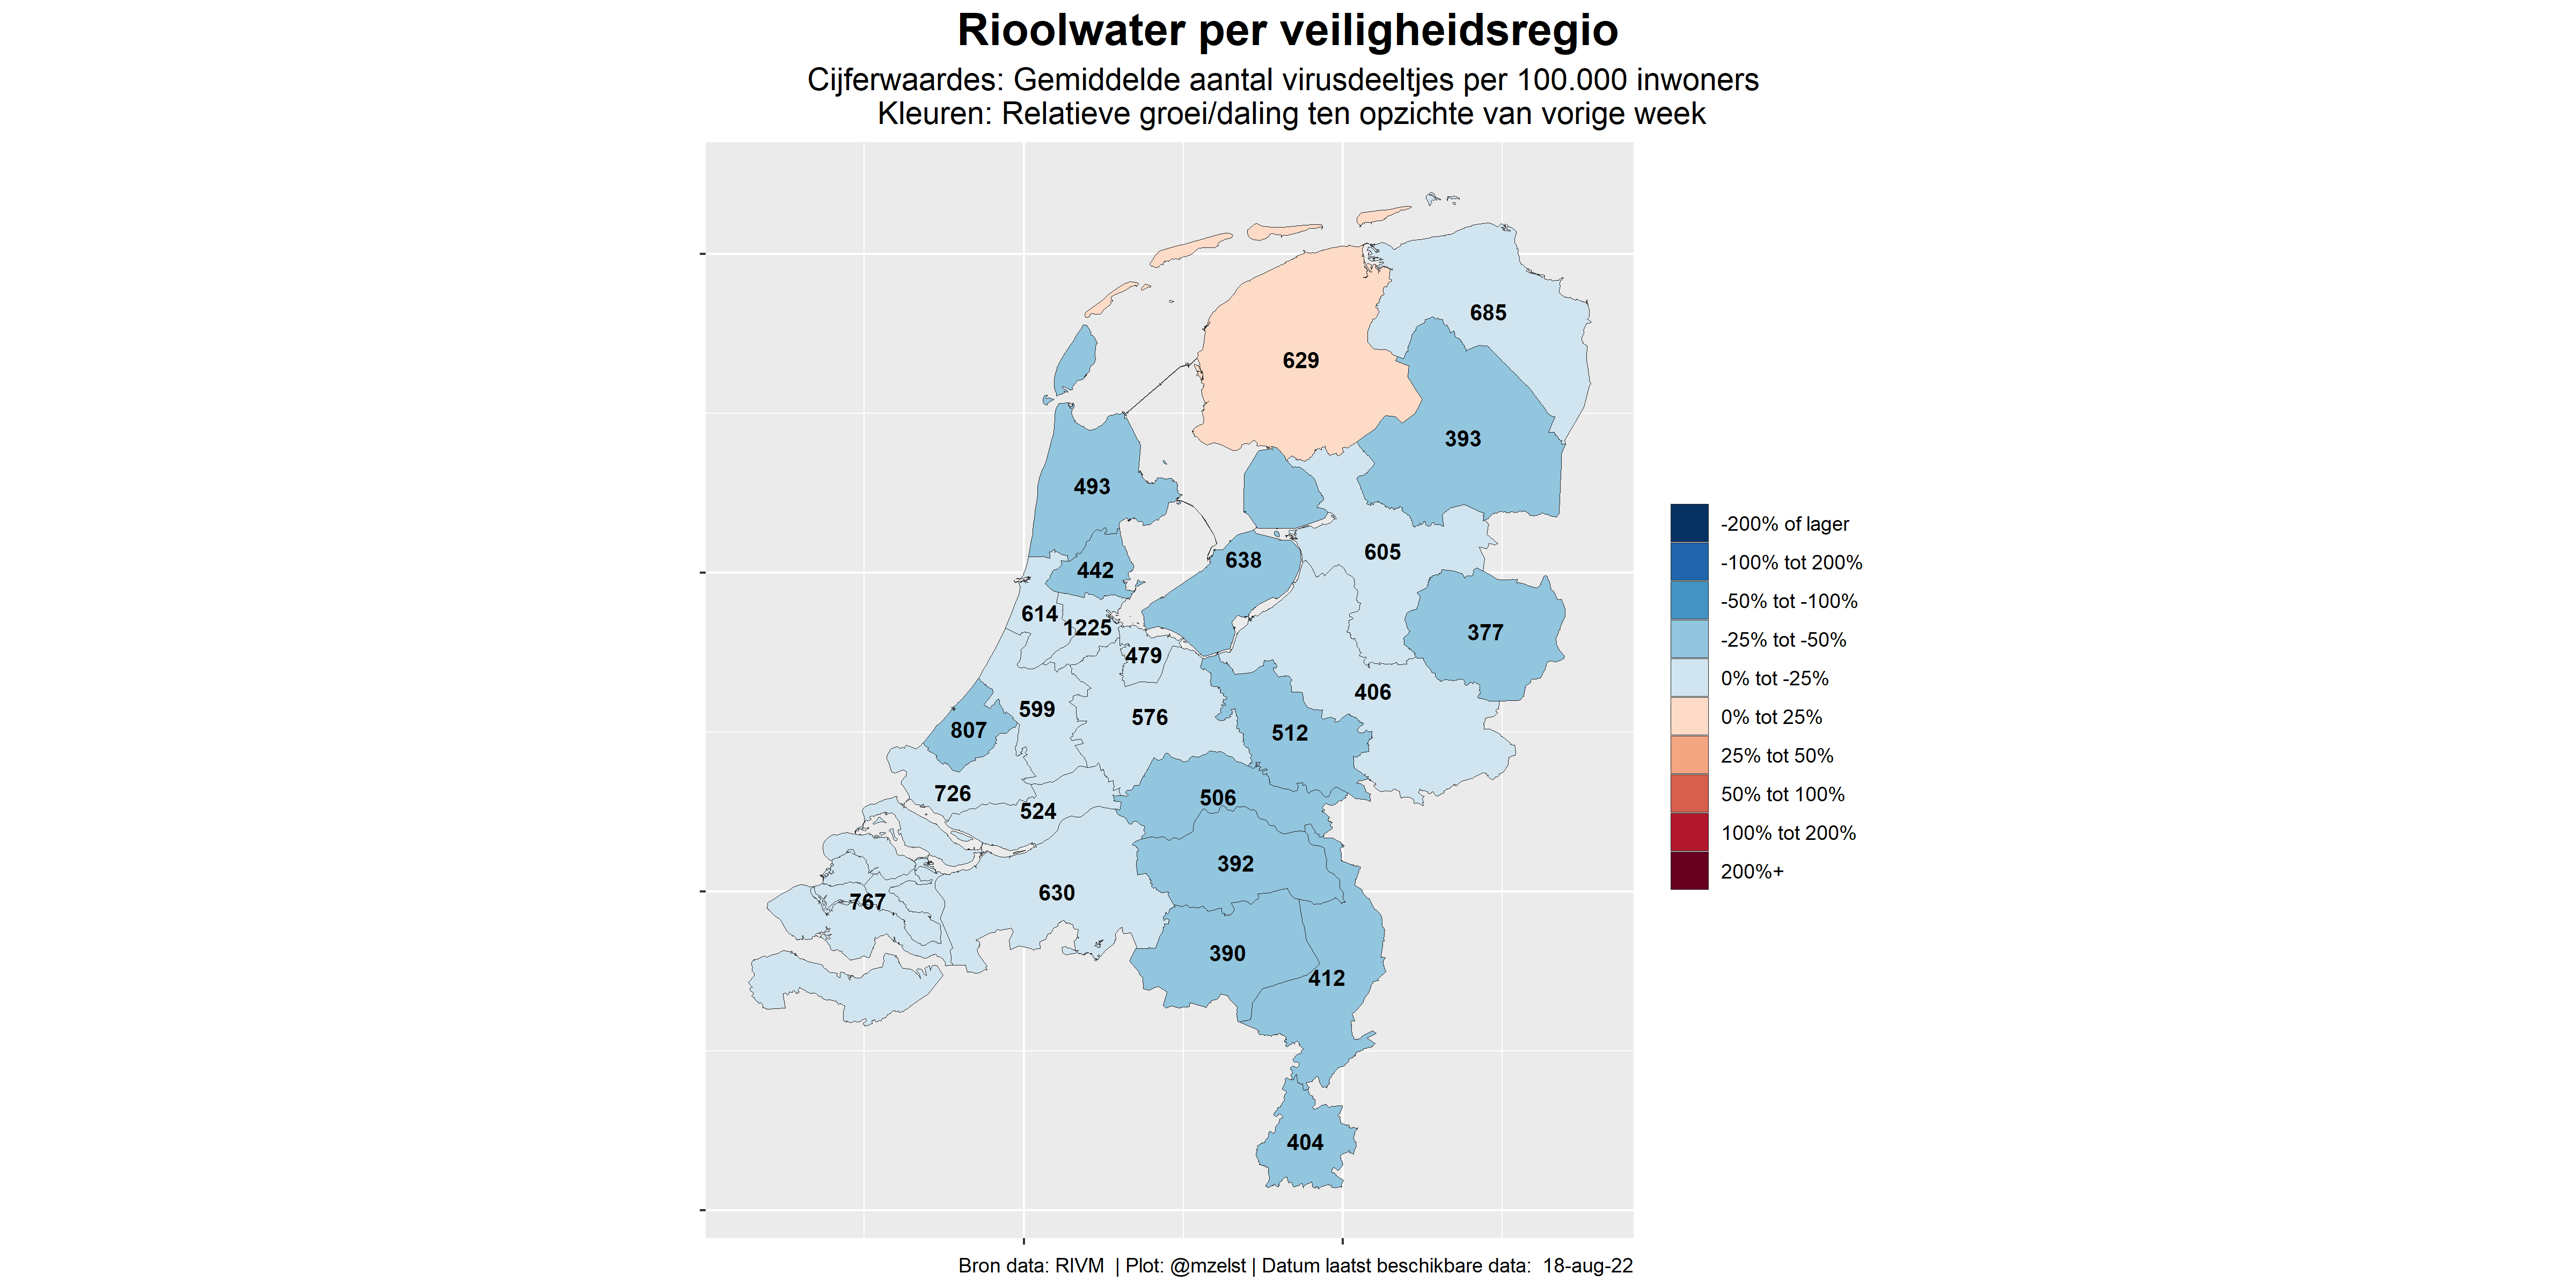 Rioolwater per veiligheidsregio
Cijferwaardes: Gemiddelde aantal virusdeeltjes per 100.000 inwoners
Kleuren: Relatieve groei/daling ten opzichte van vorige week
685
629
393
493
605
638
442
614
1225
377
479
406
599
576
807
512
726
506
524
392
630
767
390
412
404
-200% of lager
-100% tot 200%
-50% tot -100%
-25% tot -50%
0% tot -25%
0% tot 25%
25% tot 50%
50% tot 100%
100% tot 200%
200%+
Bron data: RIVM | Plot: @mzelst | Datum laatst beschikbare data: 18-aug-22